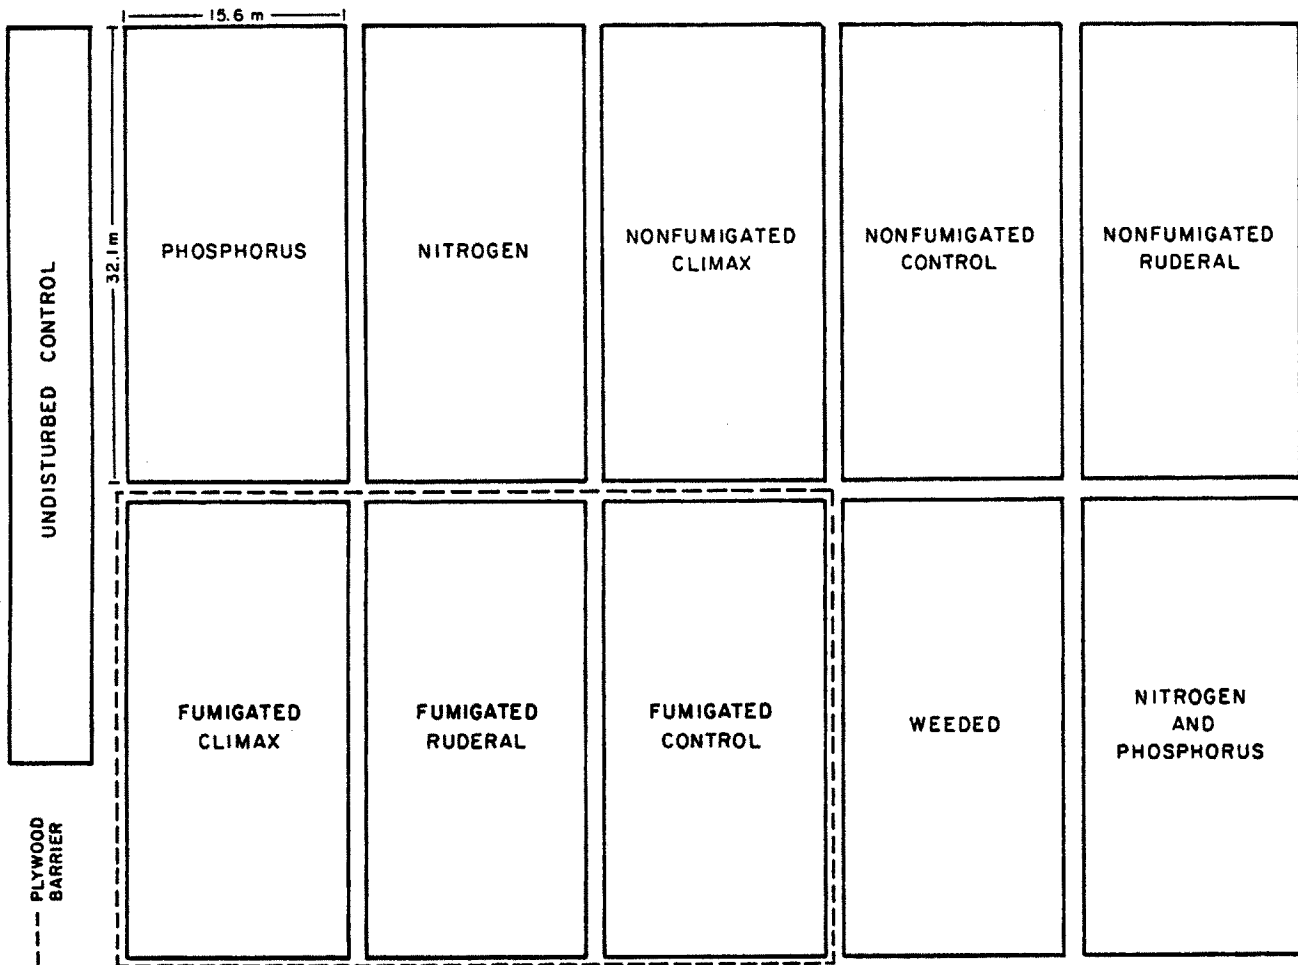 15.6 m
32.1 m
UNDISTURBED CONTROL
PHOSPHORUS
NITROGEN
NONFUMIGATED
CLIMAX
NONFUMIGATED
CONTROL
NONFUMIGATED
RUDERAL
FUMIGATED
CLIMAX
FUMIGATED
RUDERAL
FUMIGATED
CONTROL
WEEDED
NITROGEN
AND
PHOSPHORUS
PLYWOOD
BARRIER